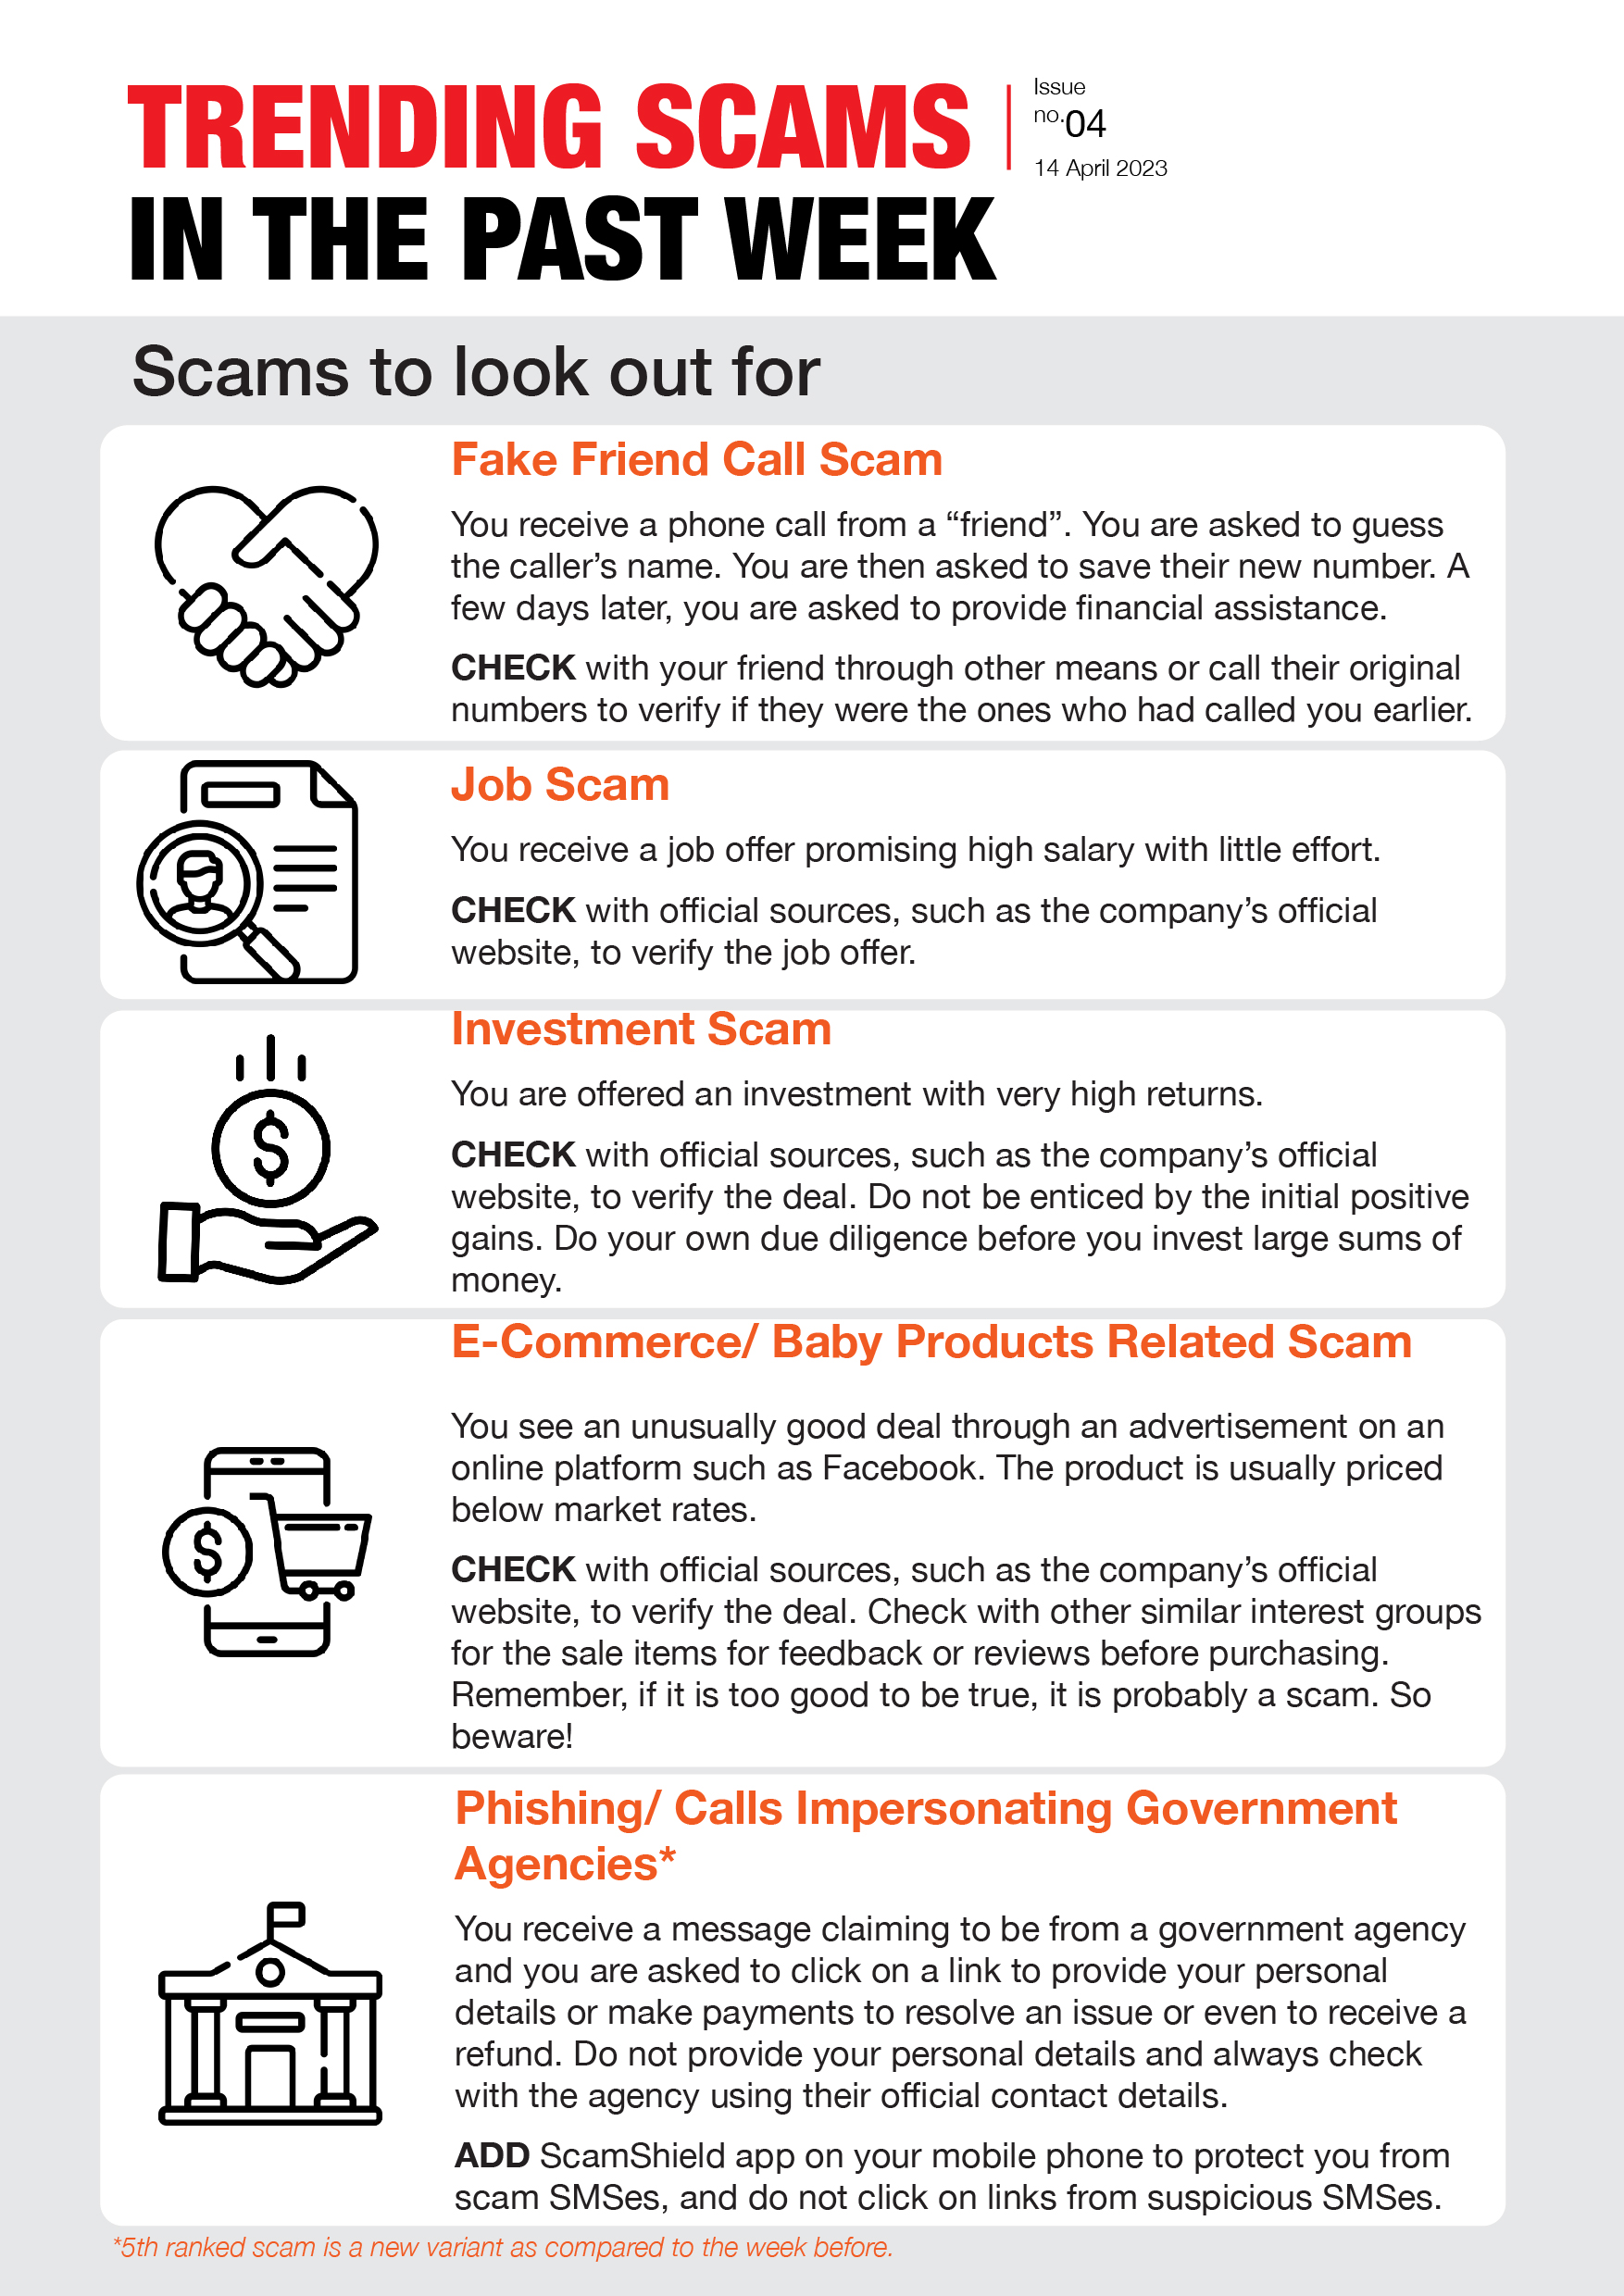 TRENDING SCAMS
IN THE PAST WEEK
Issue
no.04
14 April 2023
Scams to look out for
Fake Friend Call Scam
You receive a phone call from a “friend”. You are asked to guess
the caller’s name. You are then asked to save their new number. A
few days later, you are asked to provide financial assistance.
CHECK with your friend through other means or call their original
numbers to verify if they were the ones who had called you earlier.
Job Scam
You receive a job offer promising high salary with little effort.
CHECK with official sources, such as the company’s official
website, to verify the job offer.
Investment Scam
You are offered an investment with very high returns.
CHECK with official sources, such as the company’s official
website, to verify the deal. Do not be enticed by the initial positive
gains. Do your own due diligence before you invest large sums of
money.
E-Commerce/ Baby Products Related Scam
You see an unusually good deal through an advertisement on an
online platform such as Facebook. The product is usually priced
below market rates.
CHECK with official sources, such as the company’s official
website, to verify the deal. Check with other similar interest groups
for the sale items for feedback or reviews before purchasing.
Remember, if it is too good to be true, it is probably a scam. So
beware!
Phishing/ Calls Impersonating Government
Agencies*
You receive a message claiming to be from a government agency
and you are asked to click on a link to provide your personal
details or make payments to resolve an issue or even to receive a
refund. Do not provide your personal details and always check
with the agency using their official contact details.
ADD ScamShield app on your mobile phone to protect you from
scam SMSes, and do not click on links from suspicious SMSes.
*5th ranked scam is a new variant as compared to the week before.